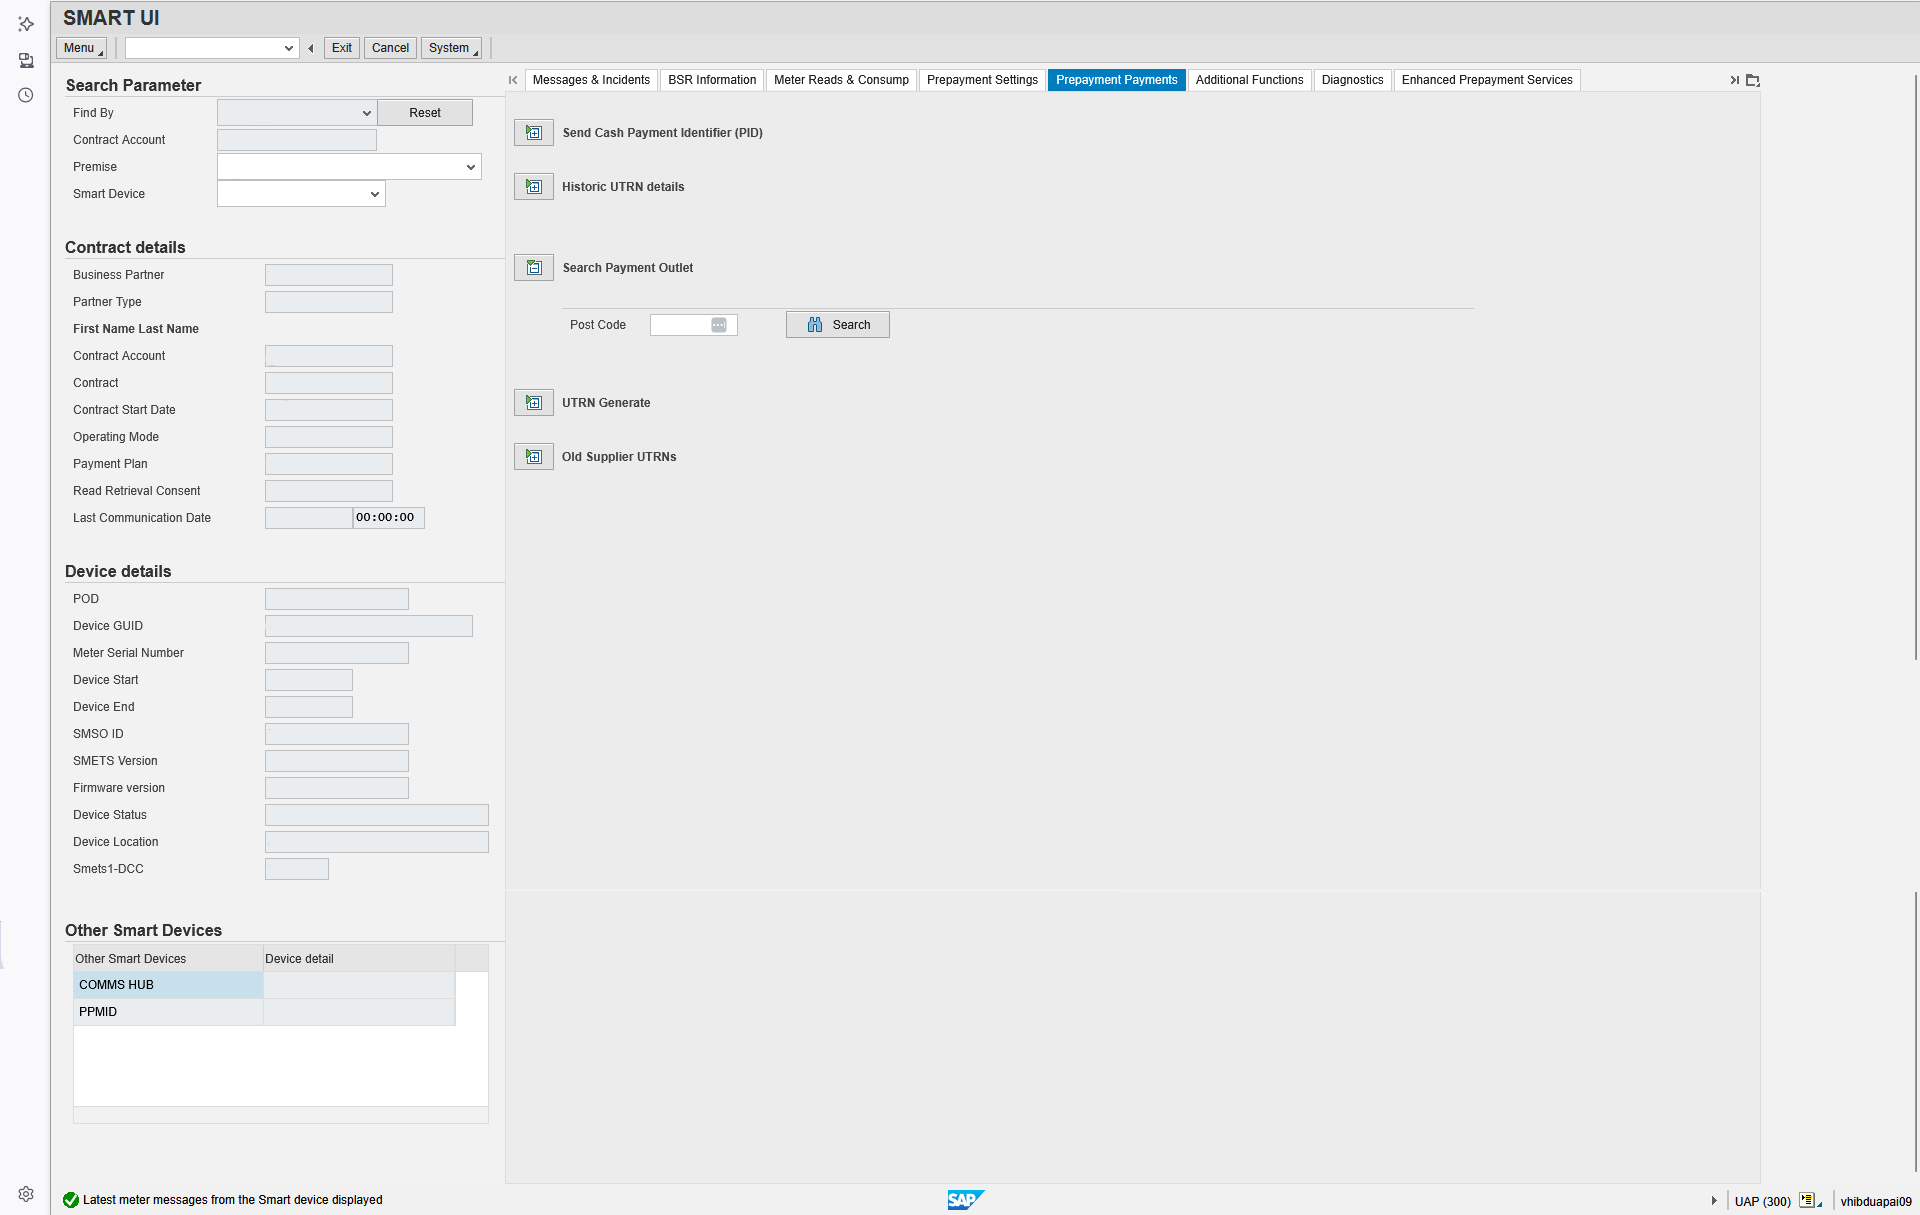 SMART UI
Menu
Exit
Cancel
System
Search Parameter
Find By
Reset
Contract Account
Premise
Smart Device
Contract details
Business Partner
Partner Type
First Name Last Name
Contract Account
Contract
Contract Start Date
Operating Mode
Payment Plan
Read Retrieval Consent
Last Communication Date
00:00:00
Device details
POD
Device GUID
Meter Serial Number
Device Start
Device End
SMSO ID
SMETS Version
Firmware version
Device Status
Device Location
Smets1-DCC
Other Smart Devices
Other Smart Devices
Device detail
COMMS HUB
PPMID
Messages & Incidents
BSR Information
Meter Reads & Consump
Prepayment Settings
Prepayment Payments
Additional Functions
Diagnostics
Enhanced Prepayment Services
Send Cash Payment Identifier (PID)
Historic UTRN details
Search Payment Outlet
Post Code
Search
UTRN Generate
Old Supplier UTRNs
Latest meter messages from the Smart device displayed
SAP
UAP (300)
vhibduapai09